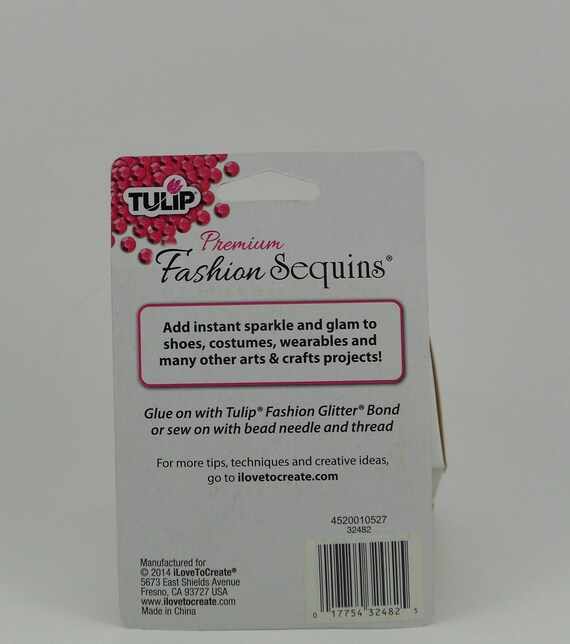 TULIP
Premium
Fashion Sequins®
Add instant sparkle and glam to
shoes, costumes, wearables and
many other arts & crafts projects!
Glue on with Tulip® Fashion Glitter® Bond
or sew on with bead needle and thread
For more tips, techniques and creative ideas,
go to ilovetocreate.com
4520010527
32482
Manufactured for
© 2014 iLoveToCreate®
5673 East Shields Avenue
Fresno, CA 93727 USA
www.ilovetocreate.com
Made in China
0 17754 32482 5